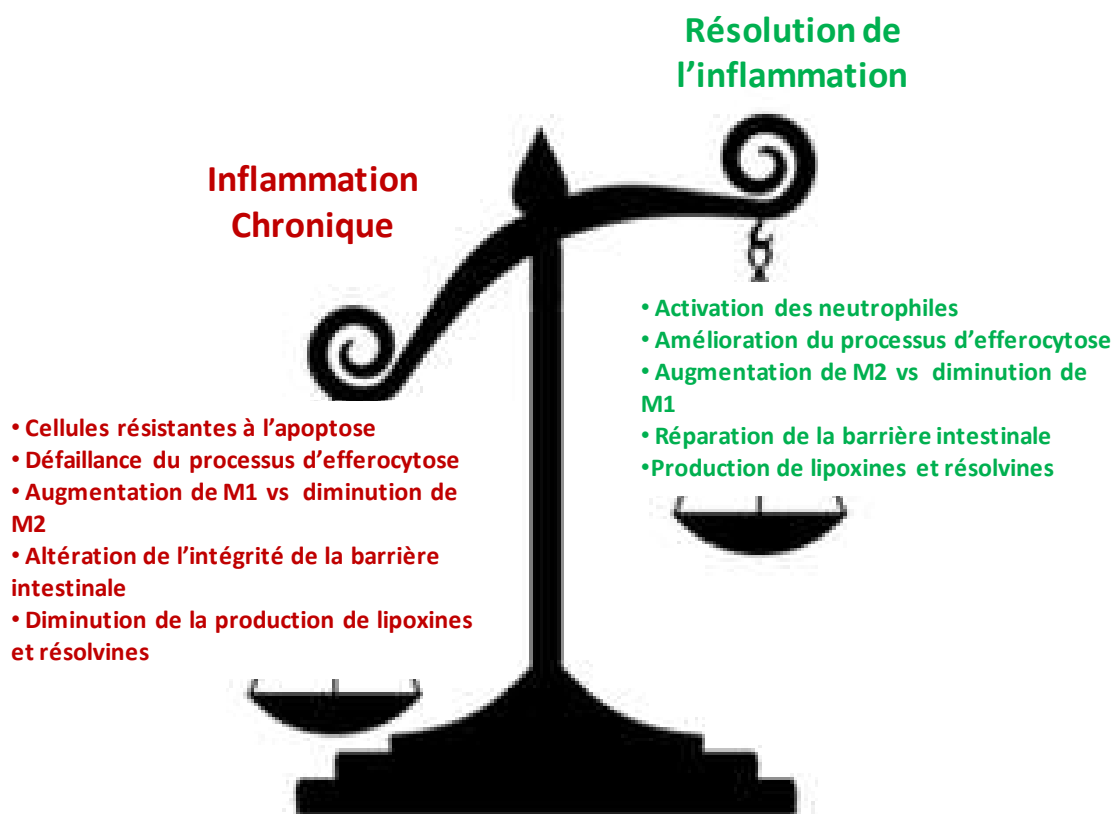 Résolution de
l’inflammation
Inflammation
Chronique
• Activation des neutrophiles
• Amélioration du processus d’efferocytose
• Augmentation de M2 vs diminution de
M1
• Réparation de la barrière intestinale
•Production de lipoxines et résolvines
• Cellules résistantes à l’apoptose
• Défaillance du processus d’efferocytose
• Augmentation de M1 vs diminution de
M2
• Altération de l’intégrité de la barrière
intestinale
• Diminution de la production de lipoxines
et résolvines